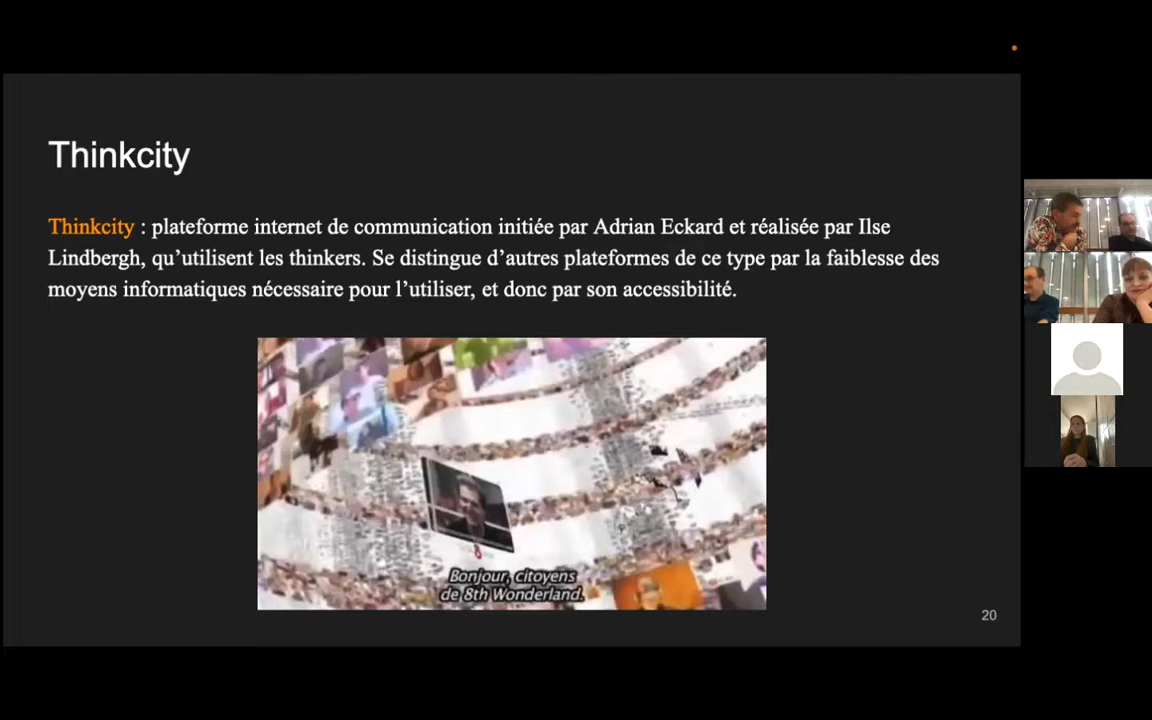 Thinkcity
Thinkcity : plateforme internet de communication initiée par Adrian Eckard et réalisée par Ilse
Lindbergh, qu’utilisent les thinkers. Se distingue d’autres plateformes de ce type par la faiblesse des
moyens informatiques nécessaire pour l’utiliser, et donc par son accessibilité.
Bonjour, citoyens
de 8th Wonderland.
20